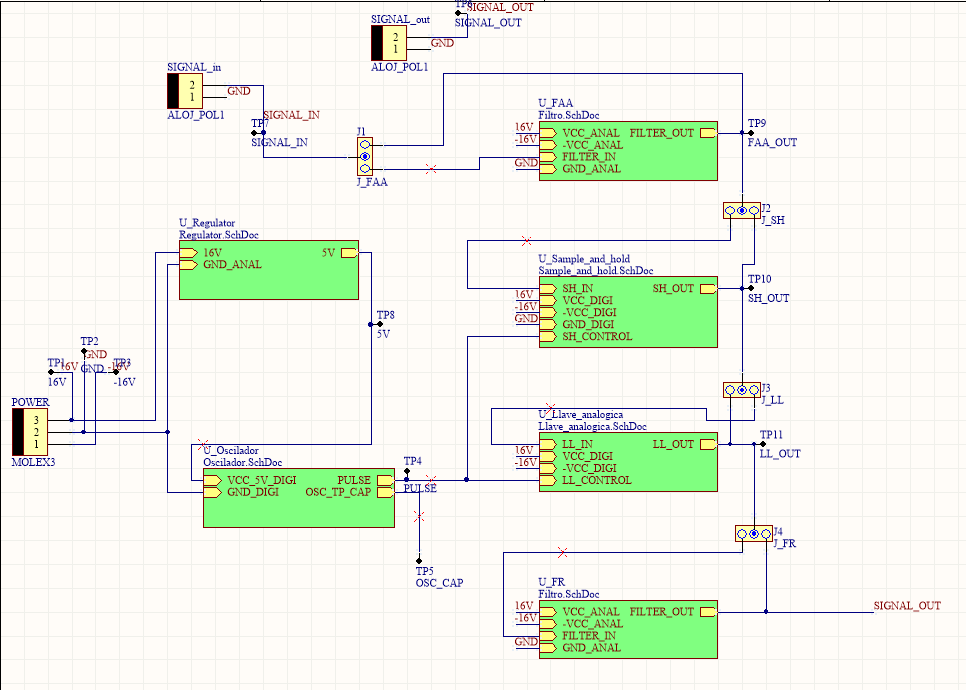 TP6 SIGNAL_OUT
SIGNAL_out
SIGNAL_OUT
2
1
GND
ALOJ_POL1
SIGNAL_in
2
1
GND
ALOJ_POL1
SIGNAL_IN
TP7
SIGNAL_IN
J1
J_FAA
U_FAA
Filtro.SchDoc
16V
-16V
GND
VCC_ANAL FILTER_OUT
-VCC_ANAL
FILTER_IN
GND_ANAL
TP9
FAA_OUT
J2
J_SH
U_Regulator
Regulator.SchDoc
16V 5V
GND_ANAL
TP8
5V
U_Sample_and_hold
Sample_and_hold.SchDoc
16V
-16V
GND
SH_IN SH_OUT
VCC_DIGI
-VCC_DIGI
GND_DIGI
SH_CONTROL
TP10
SH_OUT
TP2
GND
TP1 16V GND -16V TP3
16V -16V
POWER
3
2
1
MOLEX3
J3
J_LL
U_Llave_analogica
Llave_analogica.SchDoc
16V
-16V
LL_IN LL_OUT
VCC_DIGI
-VCC_DIGI
LL_CONTROL
TP11
LL_OUT
U_Oscilador
Oscilador.SchDoc
VCC_5V_DIGI PULSE
GND_DIGI OSC_TP_CAP
TP4
PULSE
TP5
OSC_CAP
J4
J_FR
U_FR
Filtro.SchDoc
16V
-16V
GND
VCC_ANAL FILTER_OUT
-VCC_ANAL
FILTER_IN
GND_ANAL
SIGNAL_OUT